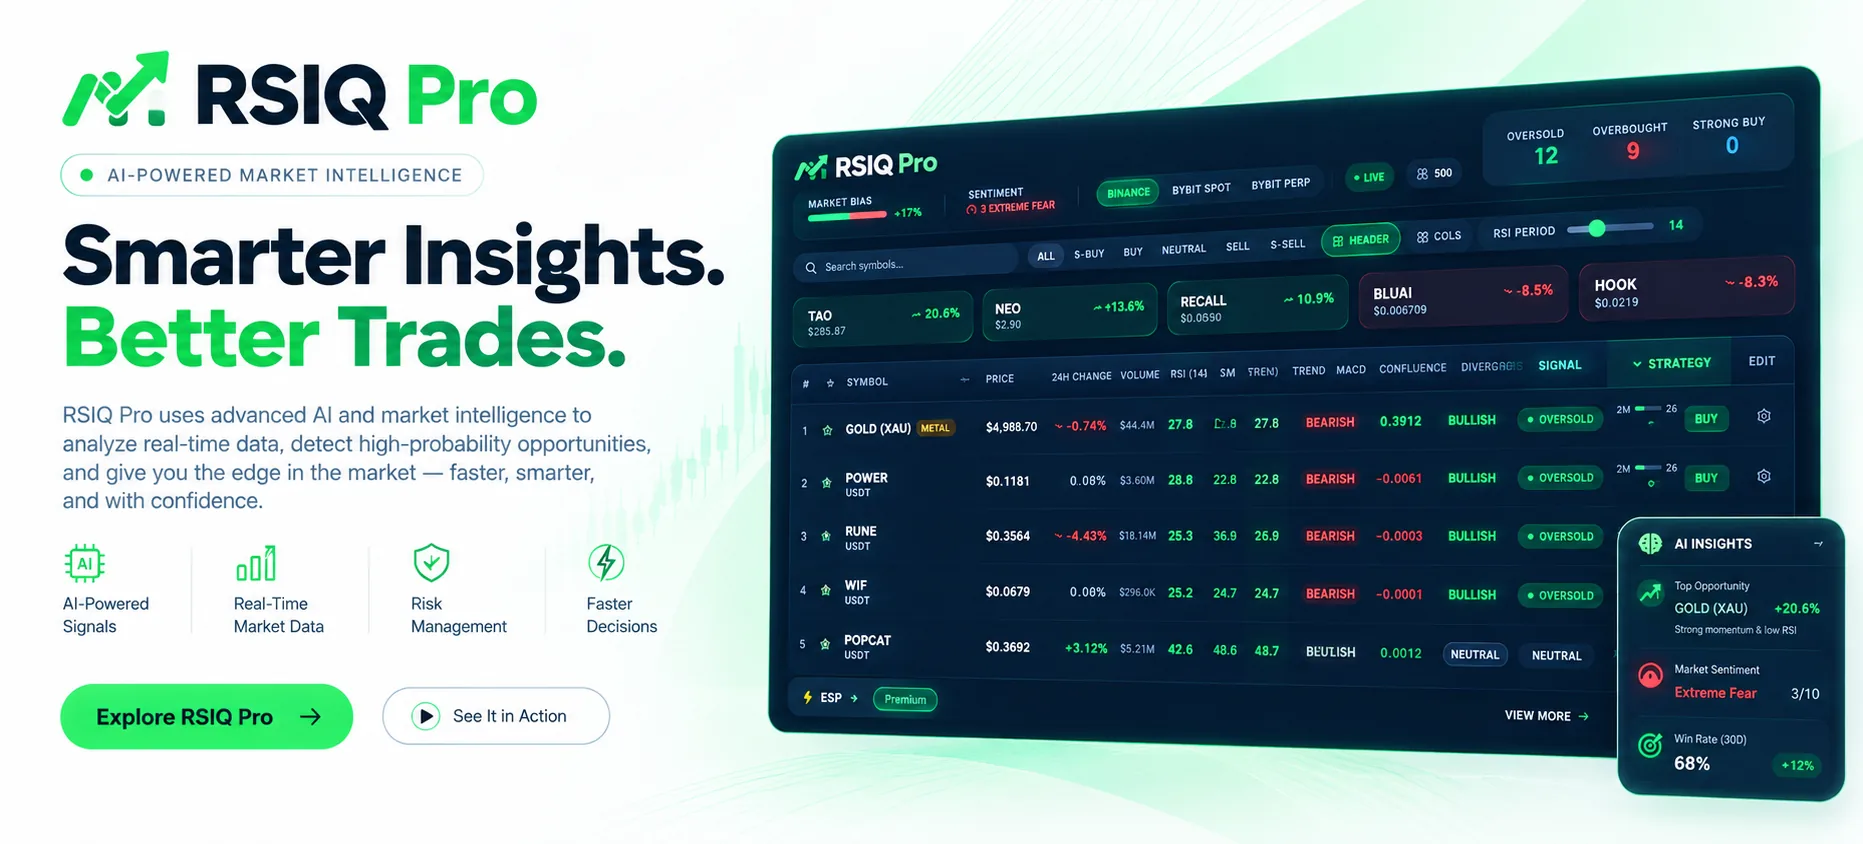 RSIQ Pro
AI-POWERED MARKET INTELLIGENCE
Smarter Insights.
Better Trades.
RSIQ Pro uses advanced AI and market intelligence to
analyze real-time data, detect high-probability opportunities,
and give you the edge in the market — faster, smarter,
and with confidence.
AI
AI-Powered
Signals
Real-Time
Market Data
Risk
Management
Faster
Decisions
Explore RSIQ Pro →
See It in Action
RSIQ Pro
MARKET BIAS
+17%
SENTIMENT
3 EXTREME FEAR
BINANCE BYBIT SPOT BYBIT PERP
LIVE
500
OVERSOLD OVERBOUGHT STRONG BUY
12 9 0
Search symbols...
ALL S-BUY BUY NEUTRAL SELL S-SELL HEADER COLS RSI PERIOD 14
TAO 20.6%
$285.87
NEO +13.6%
$2.90
RECALL 10.9%
$0.0690
BLUAI -8.5%
$0.006709
HOOK -8.3%
$0.0219
# SYMBOL PRICE 24H CHANGE VOLUME RSI (14) SM TREND MACD CONFLUENCE SIGNAL STRATEGY EDIT
1 GOLD (XAU) METAL $4,988.70 -0.74% $44.4M 27.8 27.8 BEARISH 0.3912 BULLISH OVERSOLD 2M 26 BUY
2 POWER USDT $0.1181 0.08% $3.60M 28.8 22.8 22.8 BEARISH -0.0061 BULLISH OVERSOLD 2M 26 BUY
3 RUNE USDT $0.3564 -4.43% $18.14M 25.3 36.9 26.9 BEARISH -0.0003 BULLISH OVERSOLD
4 WIF USDT $0.0679 0.00% $296.0K 25.2 24.7 24.7 BEARISH -0.0001 BULLISH OVERSOLD
5 POPCAT USDT $0.3692 +3.12% $5.21M 42.6 48.6 48.7 0.0012 NEUTRAL NEUTRAL
ESP → Premium
VIEW MORE →
AI INSIGHTS
Top Opportunity
GOLD (XAU) +20.6%
Strong momentum & low RSI
Market Sentiment
Extreme Fear 3/10
Win Rate (30D)
68% +12%